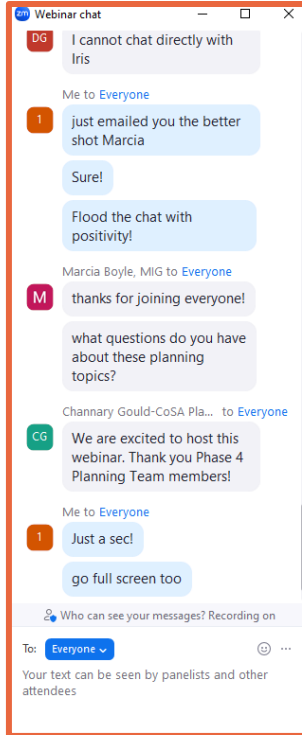 zm Webinar chat
DG
I cannot chat directly with
Iris
Me to Everyone
1
just emailed you the better
shot Marcia
Sure!
Flood the chat with
positivity!
Marcia Boyle, MIG to Everyone
M
thanks for joining everyone!
what questions do you have
about these planning
topics?
Channary Gould-CoSA Pla... to Everyone
CG
We are excited to host this
webinar. Thank you Phase 4
Planning Team members!
Me to Everyone
1
Just a sec!
go full screen too
Who can see your messages? Recording on
To: Everyone
Your text can be seen by panelists and other
attendees